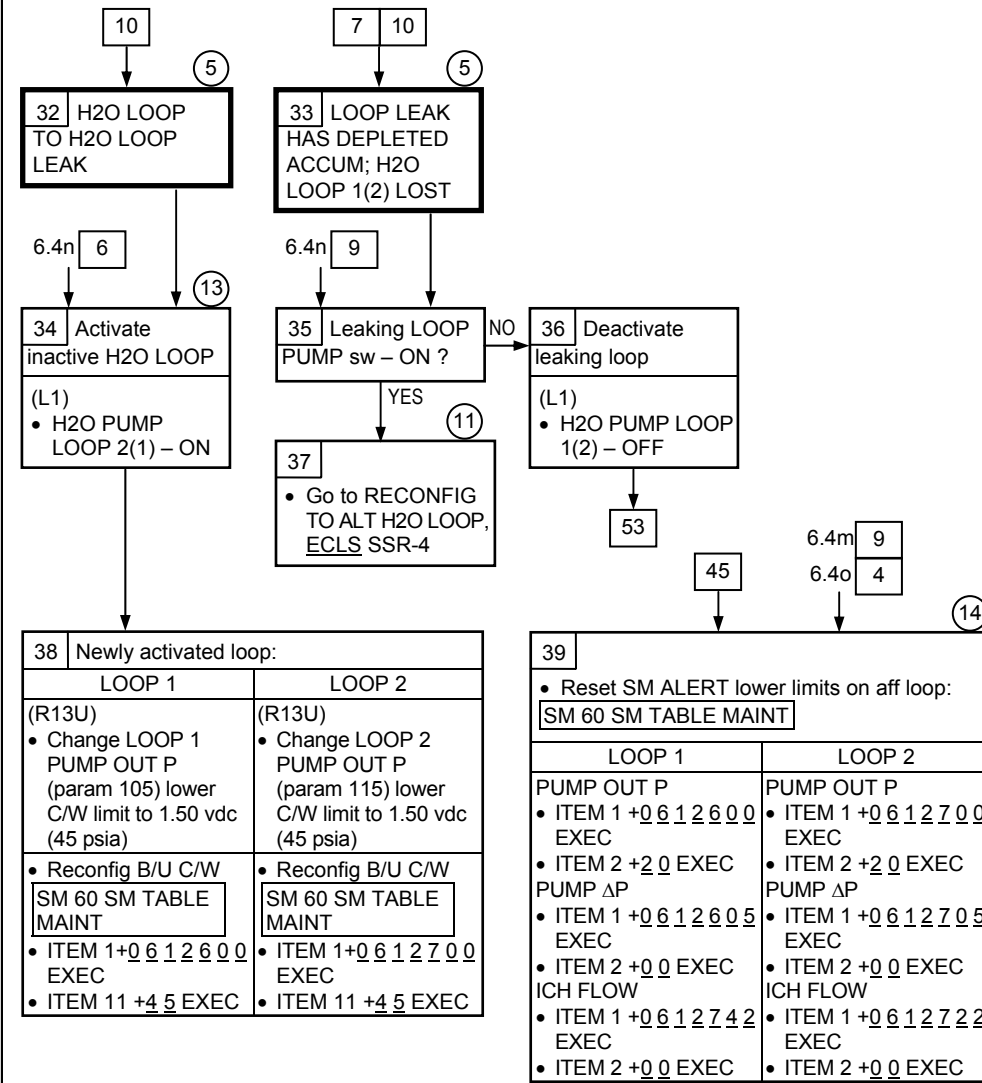 10
5
32 H2O LOOP
TO H2O LOOP
LEAK
7 10
5
33 LOOP LEAK
HAS DEPLETED
ACCUM; H2O
LOOP 1(2) LOST
6.4n 6
13
34 Activate
inactive H2O LOOP
(L1)
• H2O PUMP
LOOP 2(1) – ON
6.4n 9
35 Leaking LOOP
PUMP sw – ON ?
NO
YES
36 Deactivate
leaking loop
(L1)
• H2O PUMP LOOP
1(2) – OFF
53
11
37
• Go to RECONFIG
TO ALT H2O LOOP,
ECLS SSR-4
38 Newly activated loop:
LOOP 1
(R13U)
• Change LOOP 1
PUMP OUT P
(param 105) lower
C/W limit to 1.50 vdc
(45 psia)
• Reconfig B/U C/W
SM 60 SM TABLE
MAINT
• ITEM 1+0 6 1 2 6 0 0
EXEC
• ITEM 11 +4 5 EXEC
LOOP 2
(R13U)
• Change LOOP 2
PUMP OUT P
(param 115) lower
C/W limit to 1.50 vdc
(45 psia)
• Reconfig B/U C/W
SM 60 SM TABLE
MAINT
• ITEM 1+0 6 1 2 7 0 0
EXEC
• ITEM 11 +4 5 EXEC
45
6.4m 9
6.4o 4
14
39
• Reset SM ALERT lower limits on aff loop:
SM 60 SM TABLE MAINT
LOOP 1
PUMP OUT P
• ITEM 1 +0 6 1 2 6 0 0
EXEC
• ITEM 2 +2 0 EXEC
PUMP ∆P
• ITEM 1 +0 6 1 2 6 0 5
EXEC
• ITEM 2 +0 0 EXEC
ICH FLOW
• ITEM 1 +0 6 1 2 7 4 2
EXEC
• ITEM 2 +0 0 EXEC
LOOP 2
PUMP OUT P
• ITEM 1 +0 6 1 2 7 0 0
EXEC
• ITEM 2 +2 0 EXEC
PUMP ∆P
• ITEM 1 +0 6 1 2 7 0 5
EXEC
• ITEM 2 +0 0 EXEC
ICH FLOW
• ITEM 1 +0 6 1 2 7 2 2
EXEC
• ITEM 2 +0 0 EXEC